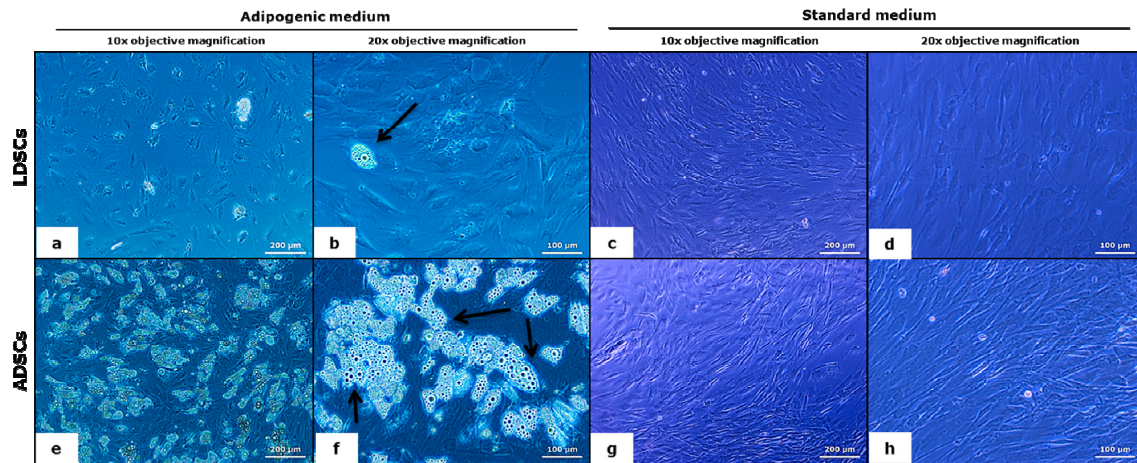 Adipogenic medium
Standard medium
10x objective magnification
20x objective magnification
10x objective magnification
20x objective magnification
LDSCs
a
200 µm
b
100 µm
c
200 µm
d
100 µm
ADSCs
e
200 µm
f
100 µm
g
200 µm
h
100 µm